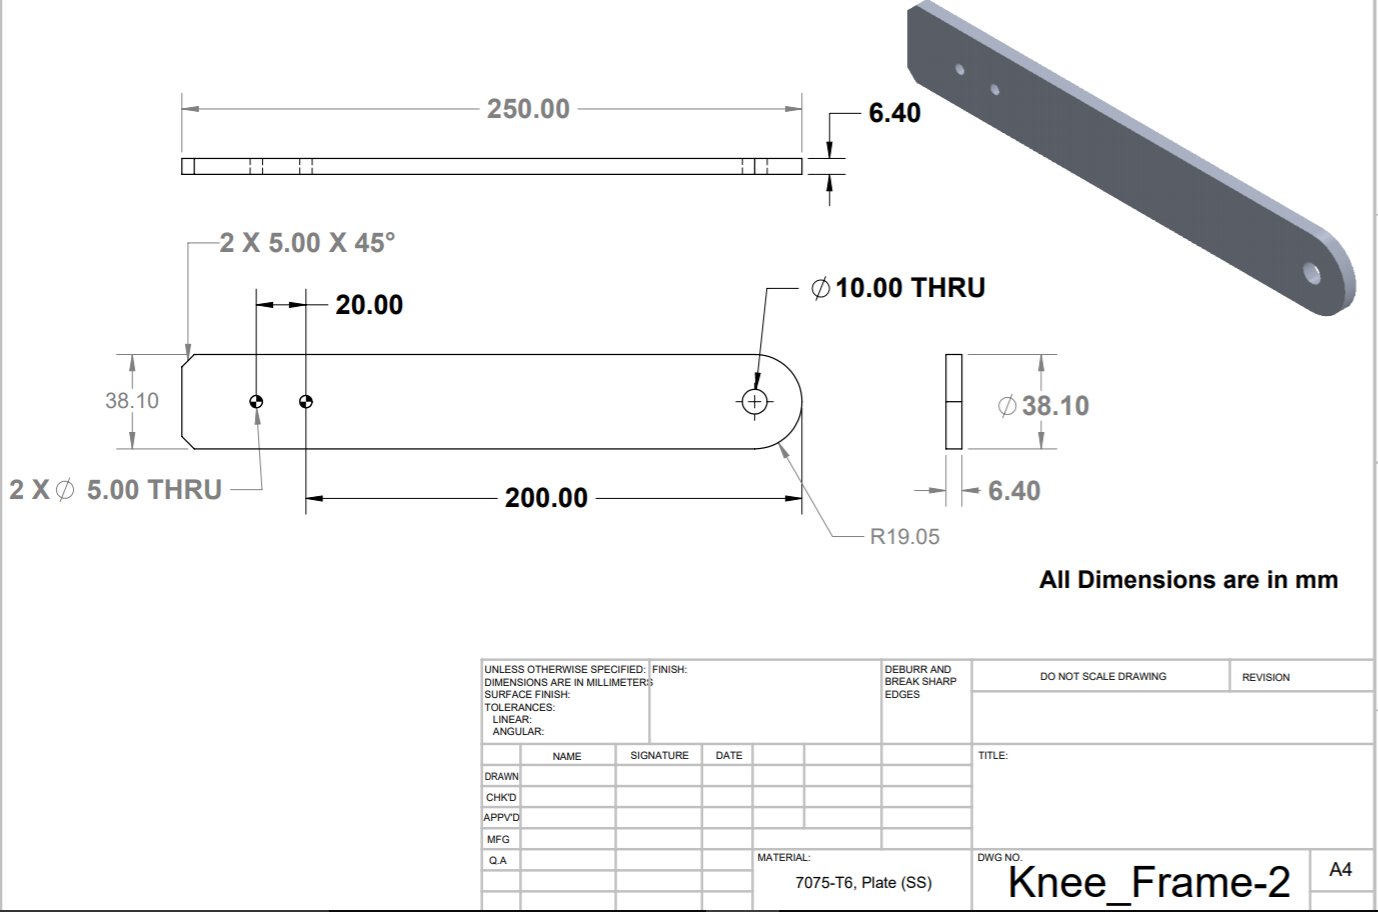 250.00
6.40
2 X 5.00 X 45°
20.00
∅ 10.00 THRU
38.10
∅ 38.10
2 X ∅ 5.00 THRU
200.00
6.40
R19.05
All Dimensions are in mm
UNLESS OTHERWISE SPECIFIED:
DIMENSIONS ARE IN MILLIMETERS
SURFACE FINISH:
TOLERANCES:
LINEAR:
ANGULAR:
FINISH:
DEBURR AND
BREAK SHARP
EDGES
DO NOT SCALE DRAWING
REVISION
NAME
SIGNATURE
DATE
TITLE:
DRAWN
CHK'D
APPV'D
MFG
Q.A
MATERIAL:
7075-T6, Plate (SS)
DWG NO.
Knee_Frame-2
A4